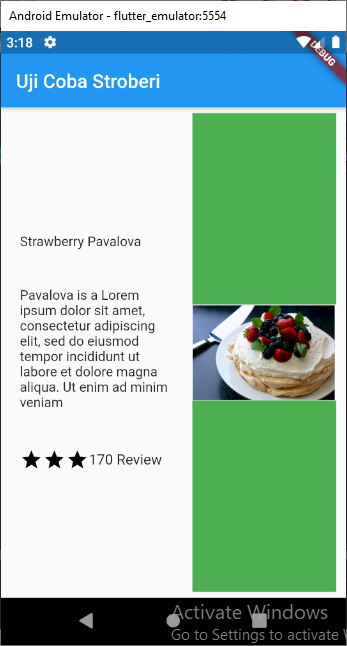 Android Emulator - flutter_emulator:5554
3:18
DEBUG
Uji Coba Stroberi
Strawberry Pavalova
Pavalova is a Lorem
ipsum dolor sit amet,
consectetur adipiscing
elit, sed do eiusmod
tempor incididunt ut
labore et dolore magna
aliqua. Ut enim ad minim
veniam
170 Review
Activate Windows
Go to Settings to activate W